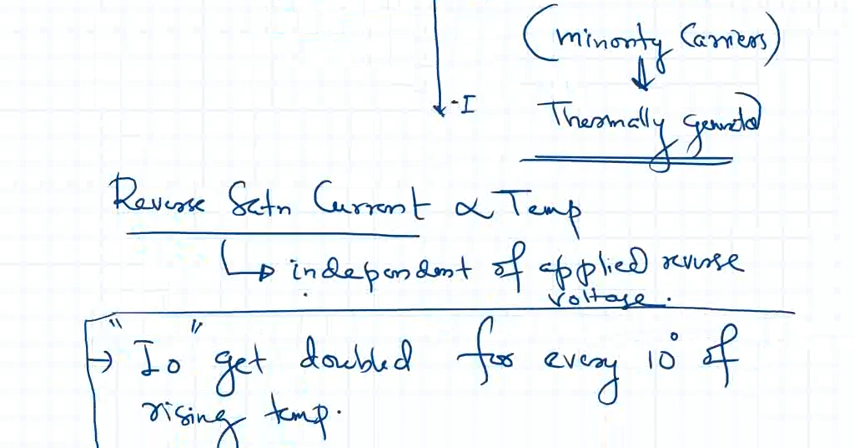 (minority Carriers)
-I
Thermally generated
Reverse Satn Current ∝ Temp
↳ independent of applied reverse
voltage.
→ "Io" get doubled for every 10° of
rising temp.